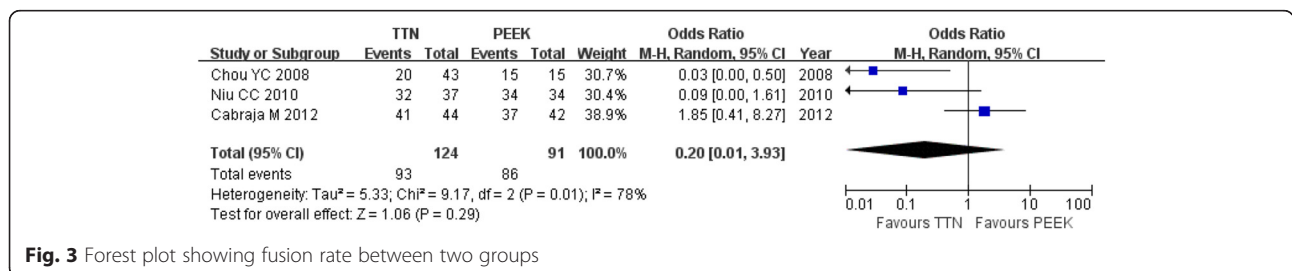 TTN PEEK Odds Ratio Odds Ratio
Study or Subgroup Events Total Events Total Weight M-H, Random, 95% CI Year M-H, Random, 95% CI
Chou YC 2008 20 43 15 15 30.7% 0.03 [0.00, 0.50] 2008
Niu CC 2010 32 37 34 34 30.4% 0.09 [0.00, 1.61] 2010
Cabraja M 2012 41 44 37 42 38.9% 1.85 [0.41, 8.27] 2012
Total (95% CI) 124 91 100.0% 0.20 [0.01, 3.93]
Total events 93 86
Heterogeneity: Tau² = 5.33; Chi² = 9.17, df = 2 (P = 0.01); I² = 78%
Test for overall effect: Z = 1.06 (P = 0.29)
0.01 0.1 1 10 100
Favours TTN Favours PEEK
Fig. 3 Forest plot showing fusion rate between two groups